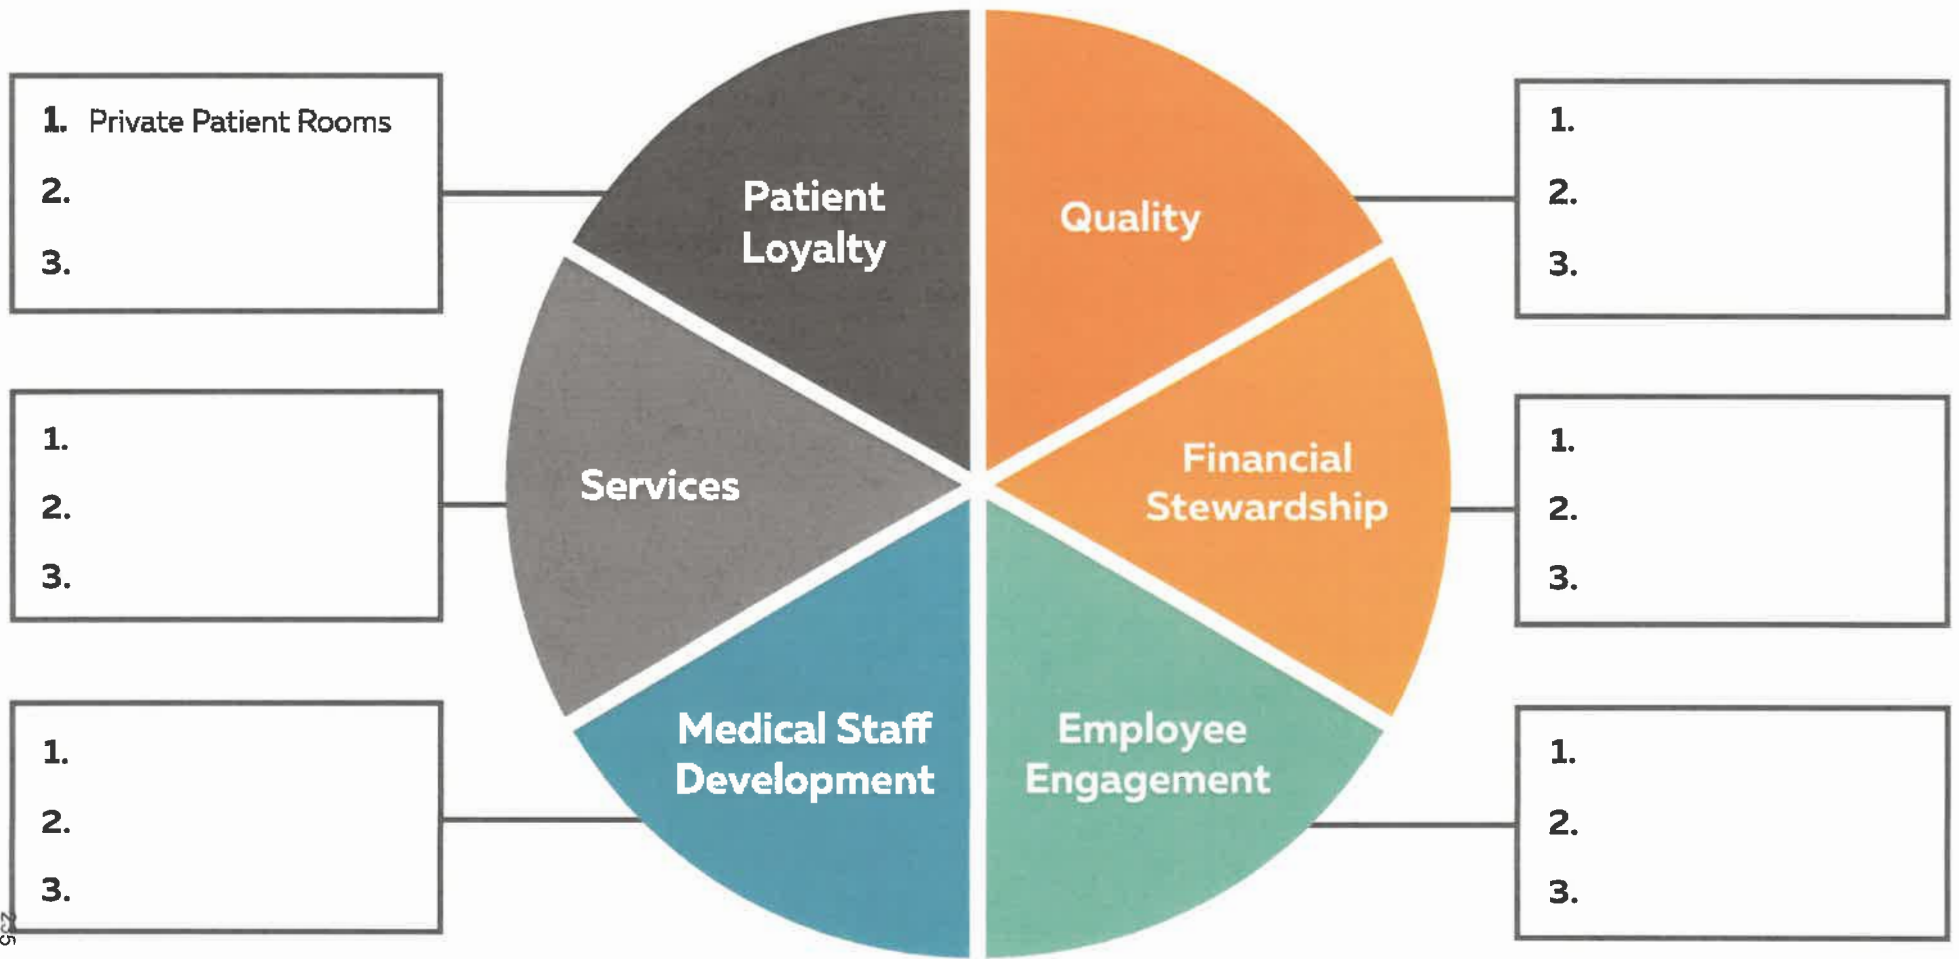 1. Private Patient Rooms
2.
3.
Patient
Loyalty
Quality
1.
2.
3.
1.
2.
3.
Services
Financial
Stewardship
1.
2.
3.
1.
2.
3.
Medical Staff
Development
Employee
Engagement
1.
2.
3.